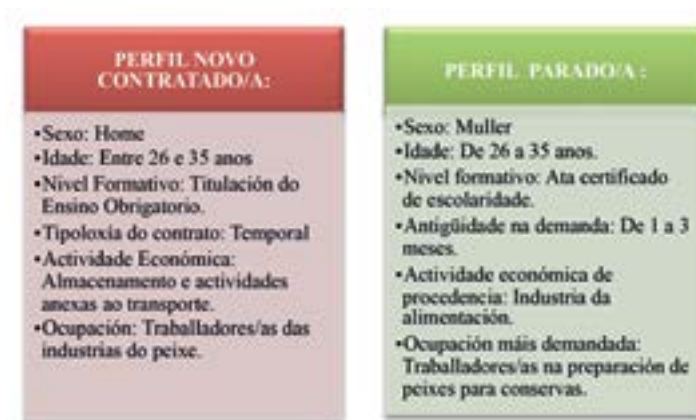 PERFIL NOVO
CONTRATADO/A:
•Sexo: Home
•Idade: Entre 26 e 35 anos
•Nivel Formativo: Titulación do
Ensino Obrigatorio.
•Tipoloxía do contrato: Temporal
•Actividade Económica:
Almacenamento e actividades
anexas ao transporte.
•Ocupación: Traballadores/as das
industrias do peixe.
PERFIL PARADO/A :
•Sexo: Muller
•Idade: De 26 a 35 anos.
•Nivel formativo: Ata certificado
de escolaridade.
•Antigüidade na demanda: De 1 a 3
meses.
•Actividade económica de
procedencia: Industria da
alimentación.
•Ocupación máis demandada:
Traballadores/as na preparación de
peixes para conservas.